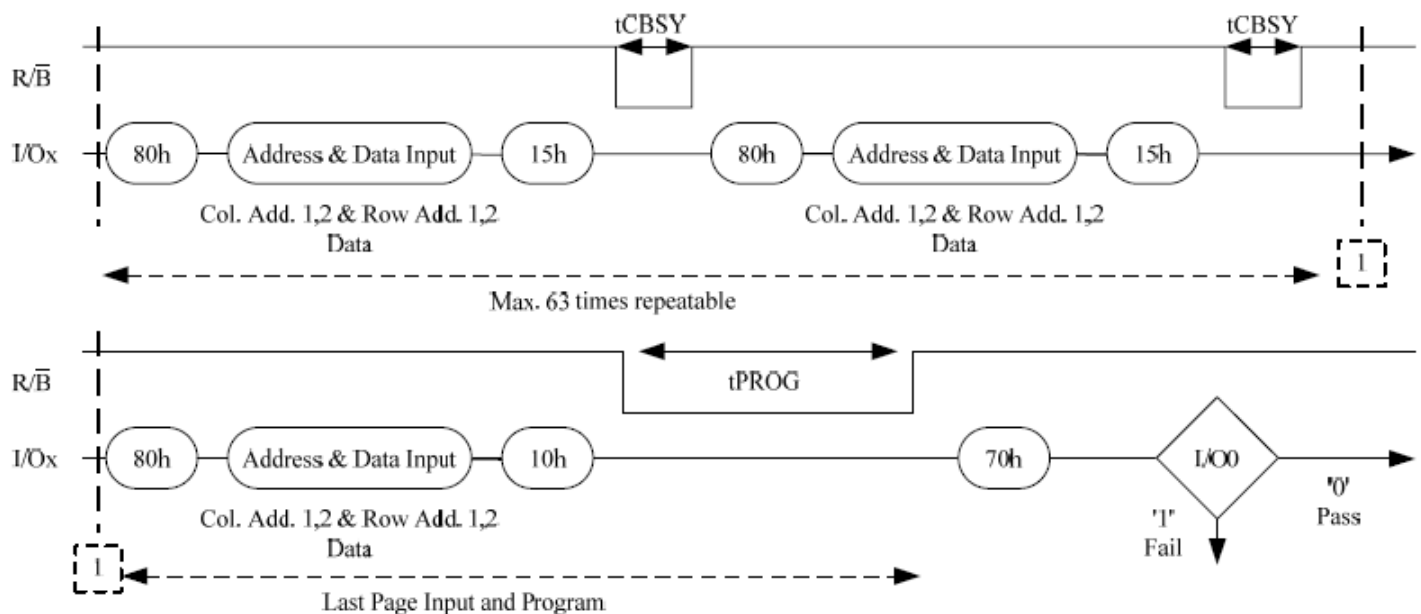 tCBSY tCBSY
R/B̅
I/Ox 80h Address & Data Input 15h 80h Address & Data Input 15h
Col. Add. 1,2 & Row Add. 1,2 Col. Add. 1,2 & Row Add. 1,2
Data Data
1
Max. 63 times repeatable
R/B̅ tPROG
I/Ox 80h Address & Data Input 10h 70h I/O0
'0'
Pass
Col. Add. 1,2 & Row Add. 1,2 '1'
Data Fail
1
Last Page Input and Program